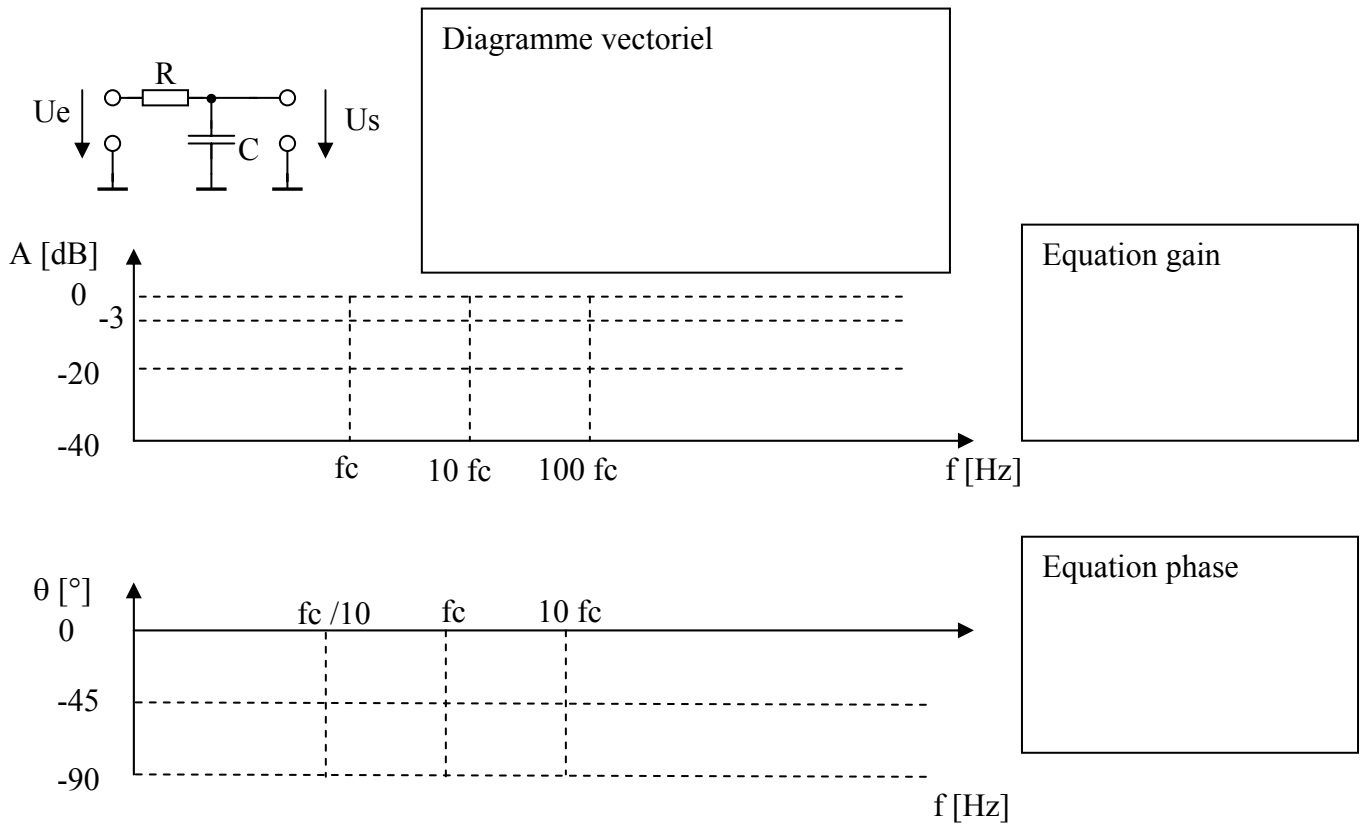 Diagramme vectoriel
R
Ue
Us
C
A [dB]
0
-3
-20
-40
fc
10 fc
100 fc
f [Hz]
Equation gain
θ [°]
0
-45
-90
fc /10
fc
10 fc
f [Hz]
Equation phase